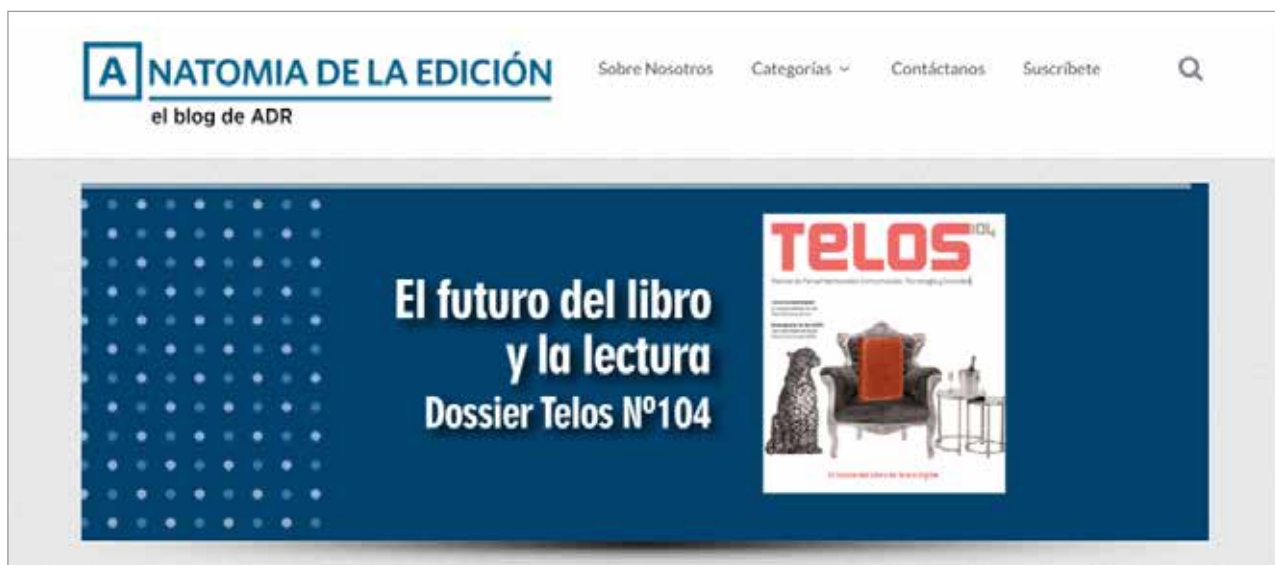 A NATOMIA DE LA EDICIÓN
el blog de ADR
Sobre Nosotros
Categorías
Contáctanos
Suscríbete
El futuro del libro
y la lectura
Dossier Telos Nº104
TELOS 104